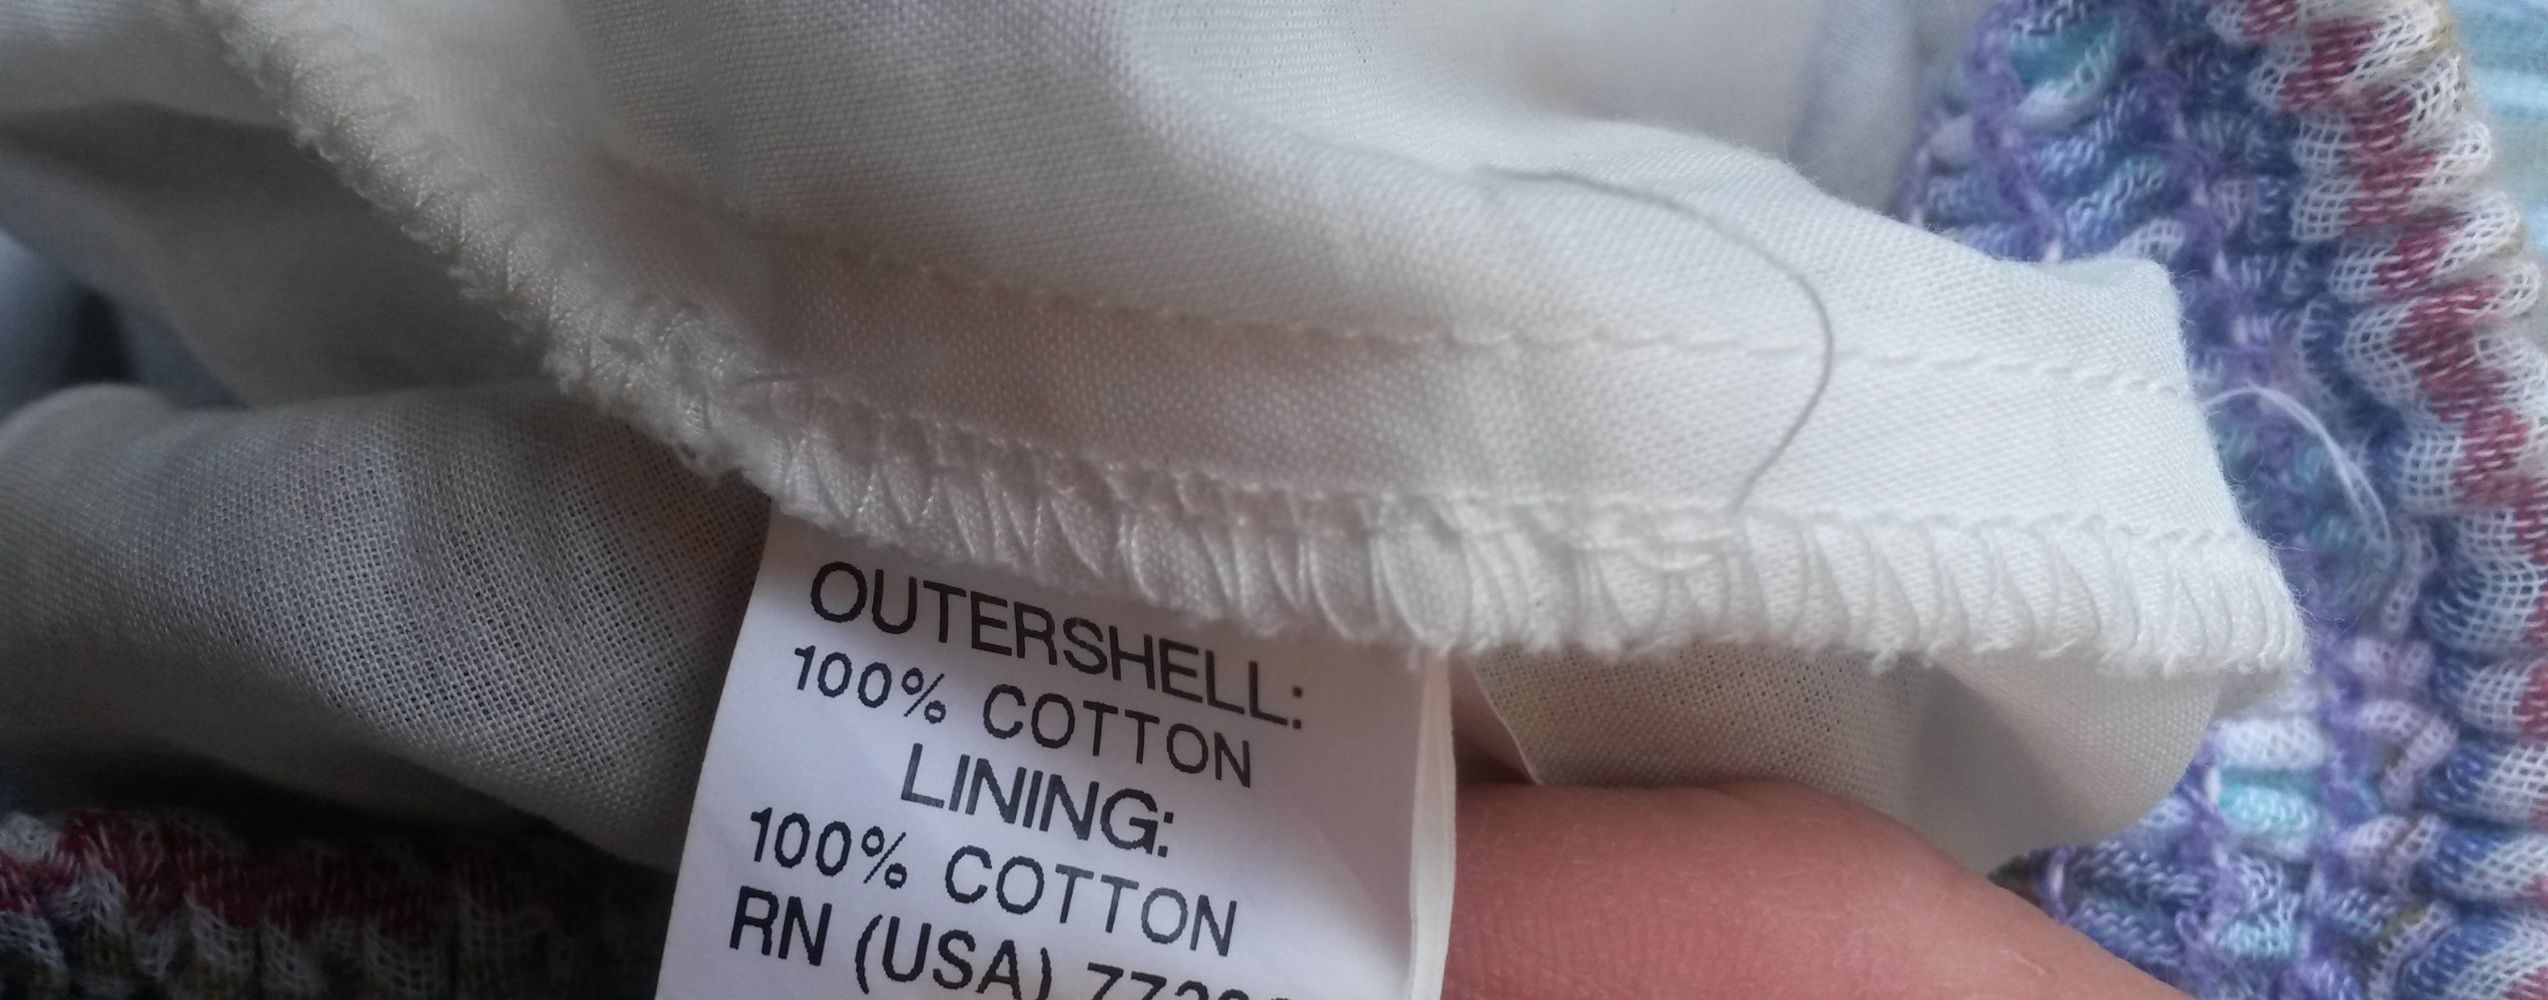 OUTERSHELL:
100% COTTON
LINING:
100% COTTON
RN (USA)